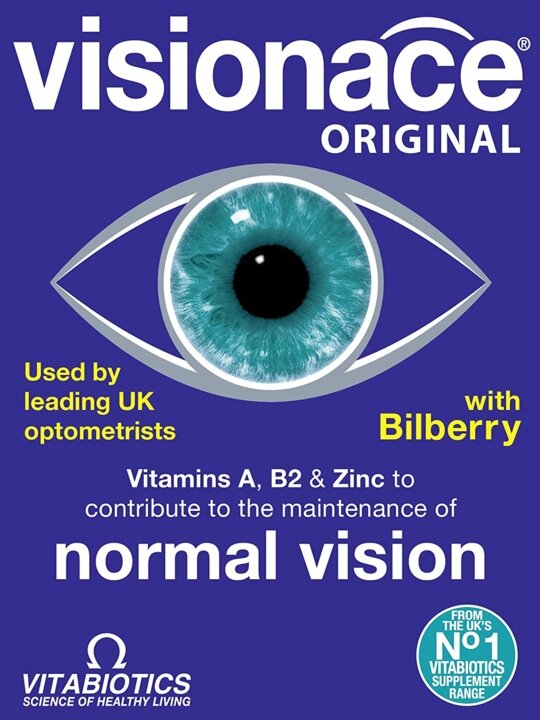 visionace®
ORIGINAL
Used by
leading UK
optometrists
with
Bilberry
Vitamins A, B2 & Zinc to
contribute to the maintenance of
normal vision
VITABIOTICS
SCIENCE OF HEALTHY LIVING
FROM
THE UK'S
Nº1
VITABIOTICS
SUPPLEMENT
RANGE